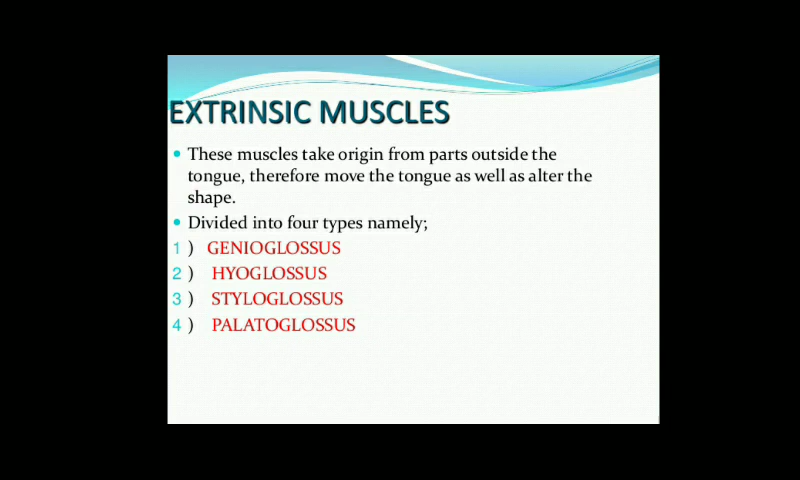 EXTRINSIC MUSCLES
• These muscles take origin from parts outside the
tongue, therefore move the tongue as well as alter the
shape.
• Divided into four types namely;
1 ) GENIOGLOSSUS
2 ) HYOGLOSSUS
3 ) STYLOGLOSSUS
4 ) PALATOGLOSSUS